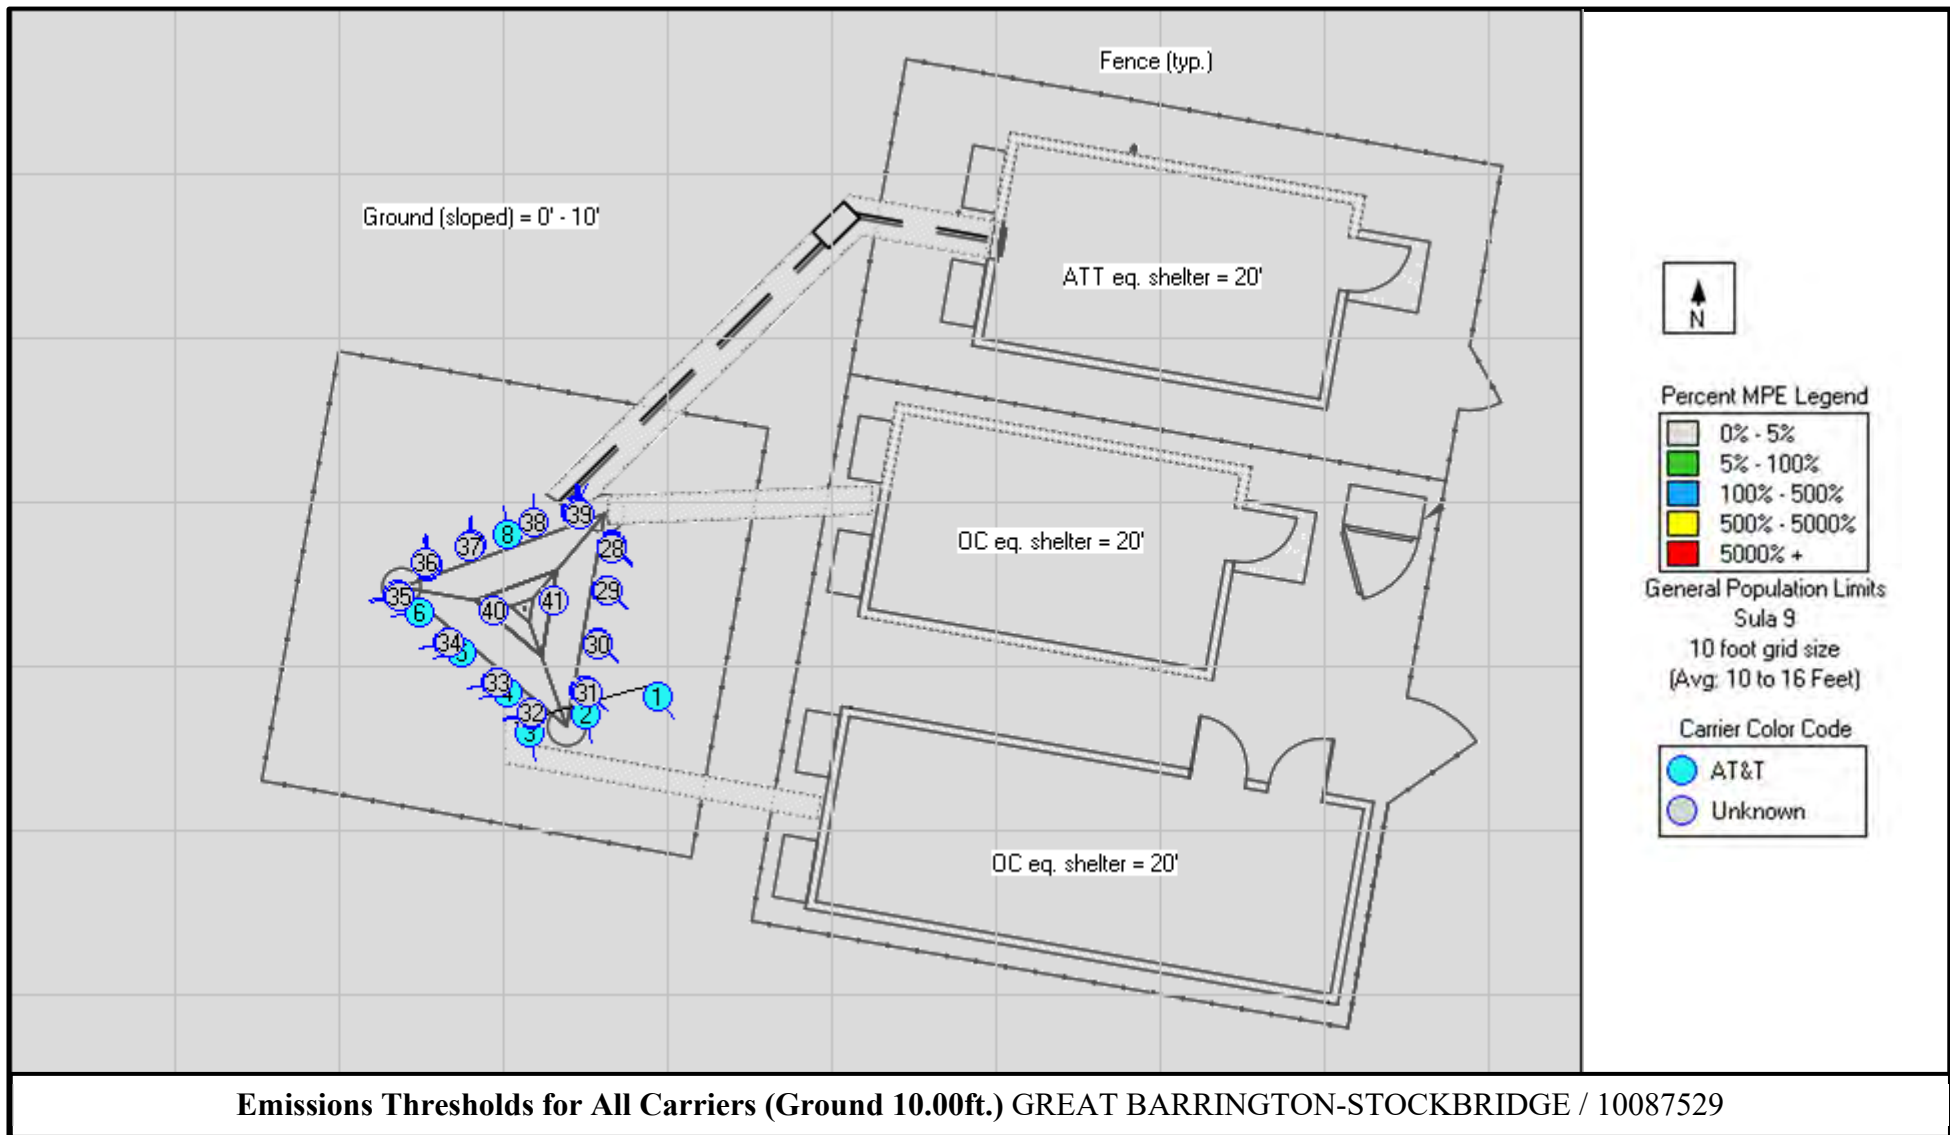 Fence (typ.)
Ground (sloped) = 0' - 10'
ATT eq. shelter = 20'
OC eq. shelter = 20'
OC eq. shelter = 20'
39
38
8
37
28
36
35
29
6
40
41
34
5
30
33
4
31
1
32
2
3
N
Percent MPE Legend
0% - 5%
5% - 100%
100% - 500%
500% - 5000%
5000% +
General Population Limits
Sula 9
10 foot grid size
(Avg: 10 to 16 Feet)
Carrier Color Code
AT&T
Unknown
Emissions Thresholds for All Carriers (Ground 10.00ft.) GREAT BARRINGTON-STOCKBRIDGE / 10087529